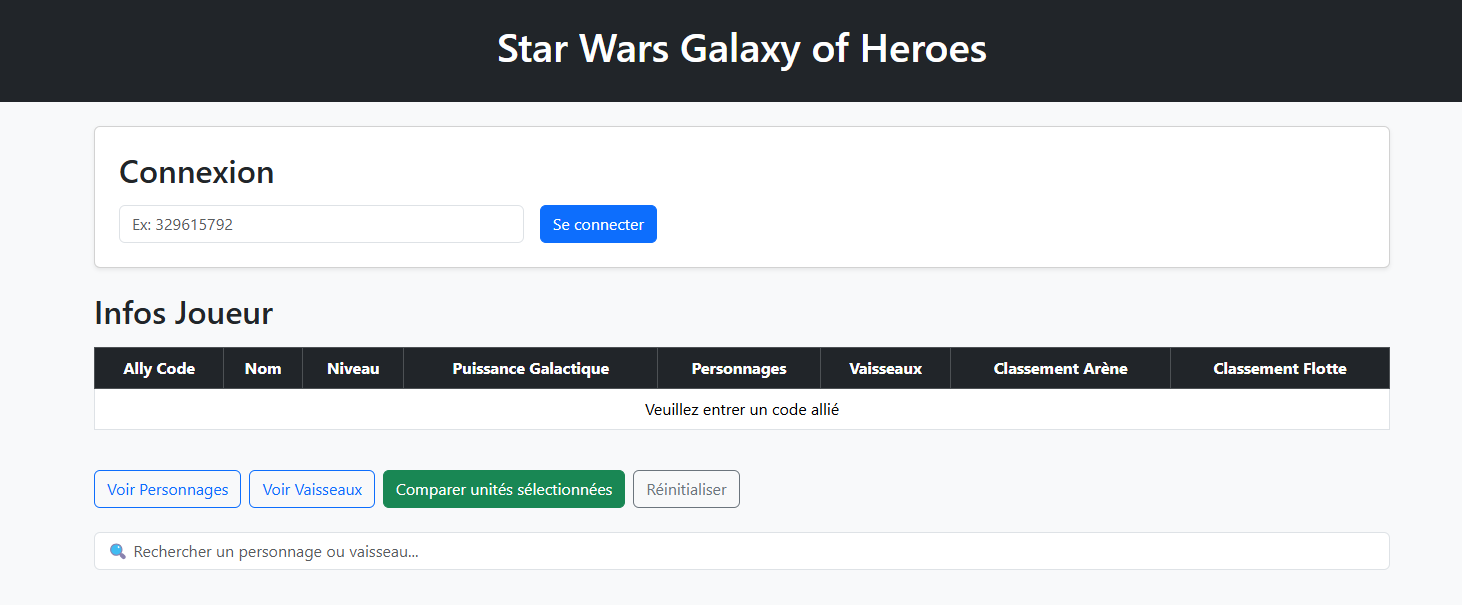 Star Wars Galaxy of Heroes
Connexion
Ex: 329615792
Se connecter
Infos Joueur
Ally Code Nom Niveau Puissance Galactique Personnages Vaisseaux Classement Arène Classement Flotte
Veuillez entrer un code allié
Voir Personnages Voir Vaisseaux Comparer unités sélectionnées Réinitialiser
Rechercher un personnage ou vaisseau...